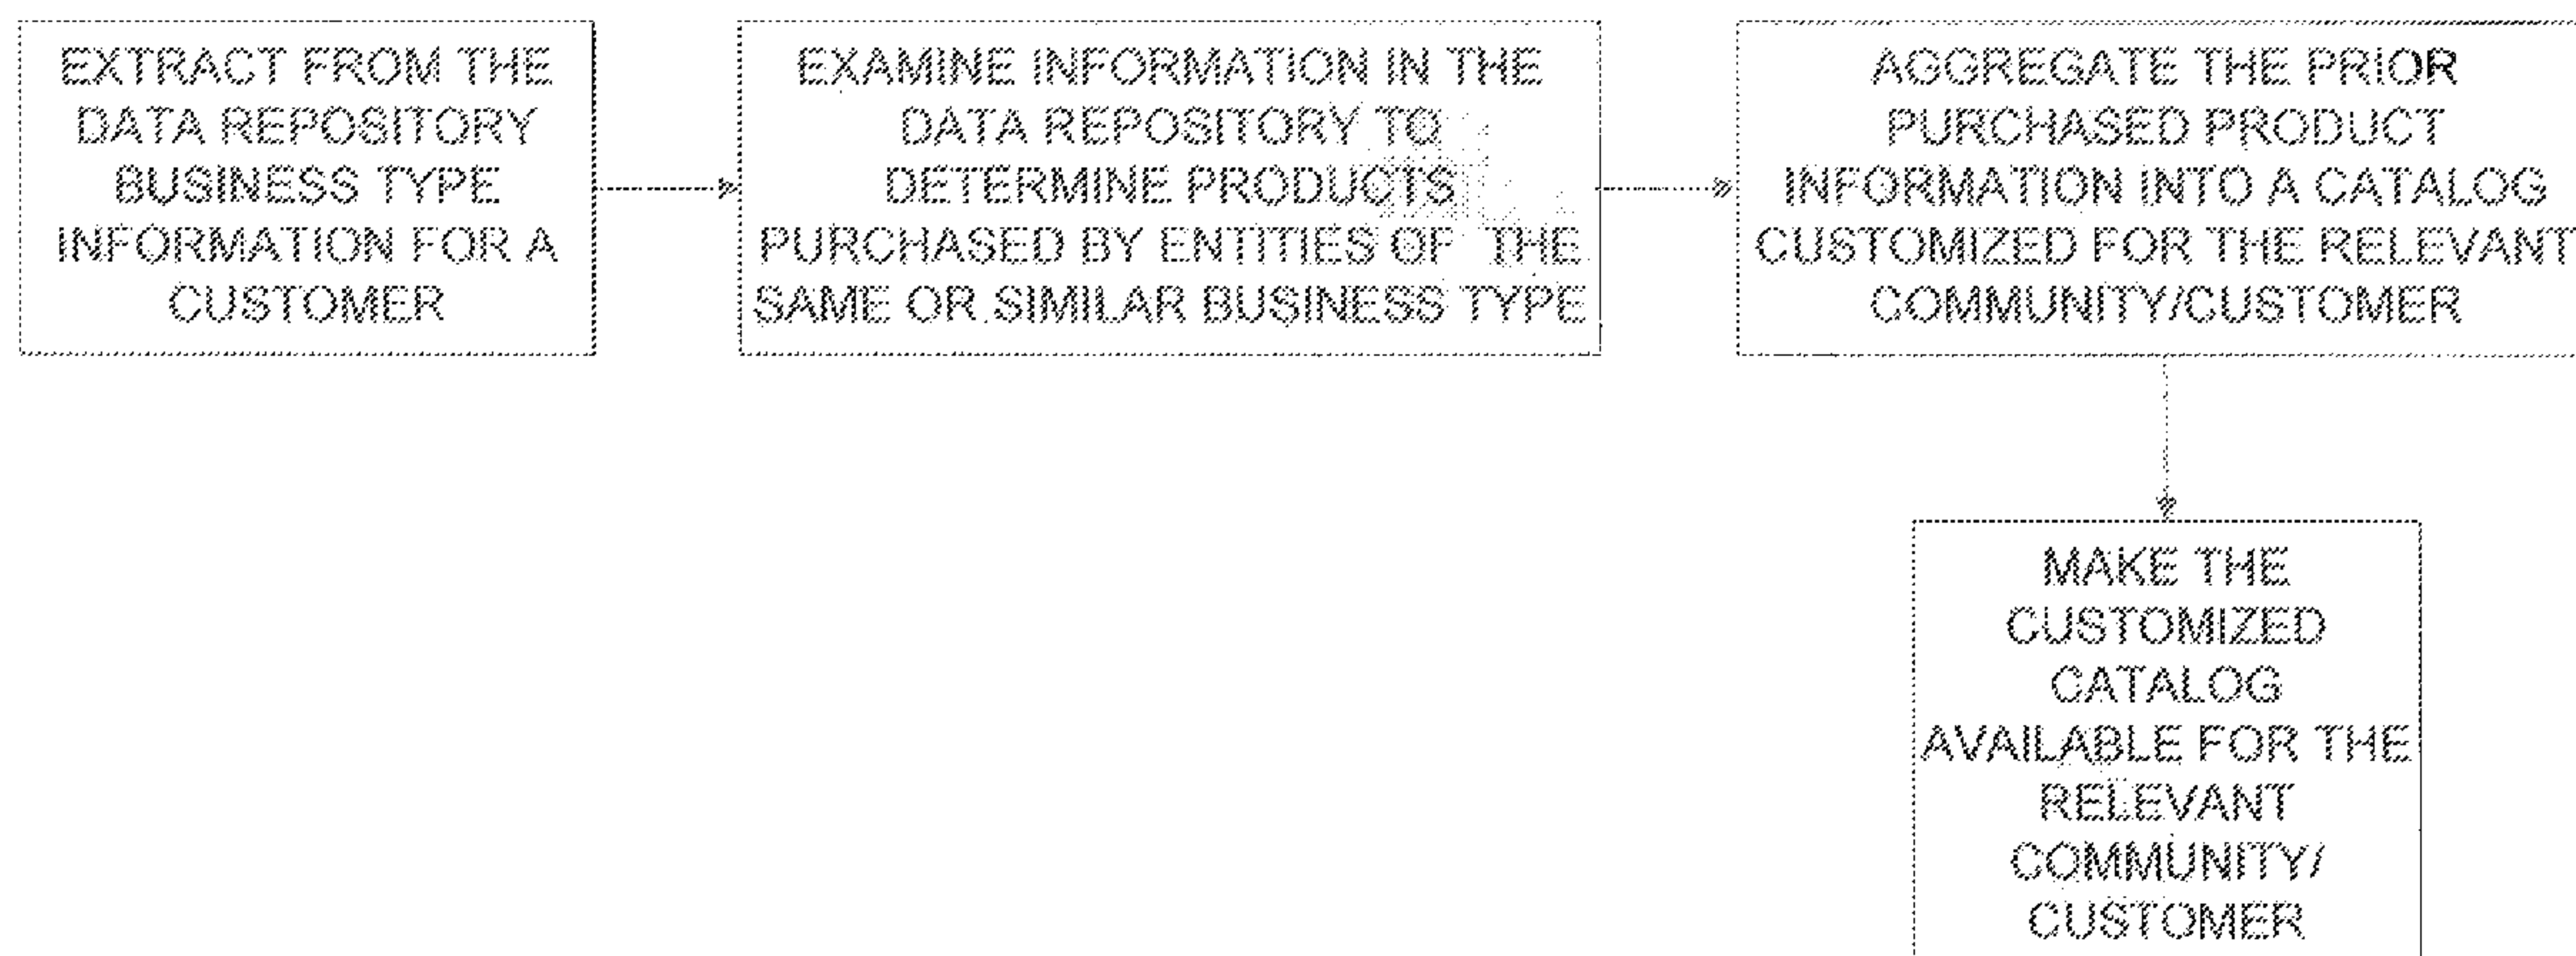 EXTRACT FROM THE
DATA REPOSITORY
BUSINESS TYPE
INFORMATION FOR A
CUSTOMER
EXAMINE INFORMATION IN THE
DATA REPOSITORY TO
DETERMINE PRODUCTS
PURCHASED BY ENTITIES OF THE
SAME OR SIMILAR BUSINESS TYPE
AGGREGATE THE PRIOR
PURCHASED PRODUCT
INFORMATION INTO A CATALOG
CUSTOMIZED FOR THE RELEVANT
COMMUNITY/CUSTOMER
MAKE THE
CUSTOMIZED
CATALOG
AVAILABLE FOR THE
RELEVANT
COMMUNITY/
CUSTOMER